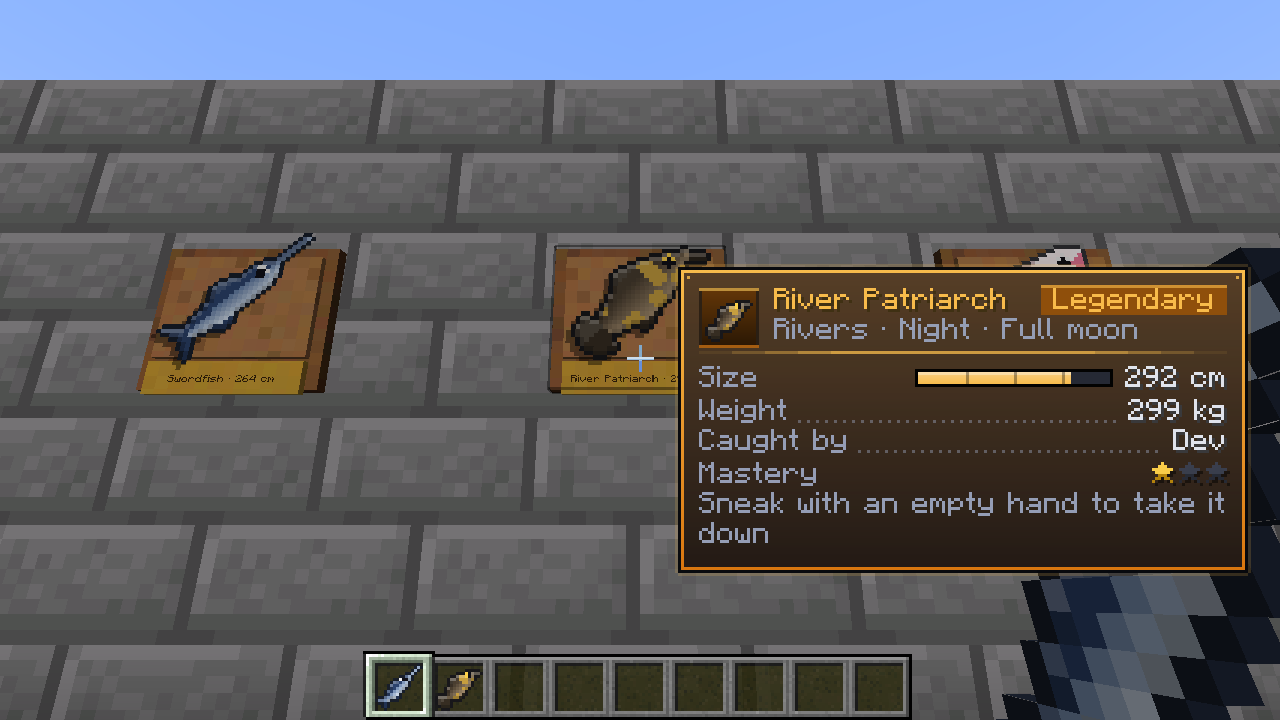 River Patriarch Legendary
Rivers · Night · Full moon
Size 292 cm
Weight 299 kg
Caught by Dev
Mastery
Sneak with an empty hand to take it
down
Swordfish · 264 cm
River Patriarch · 2